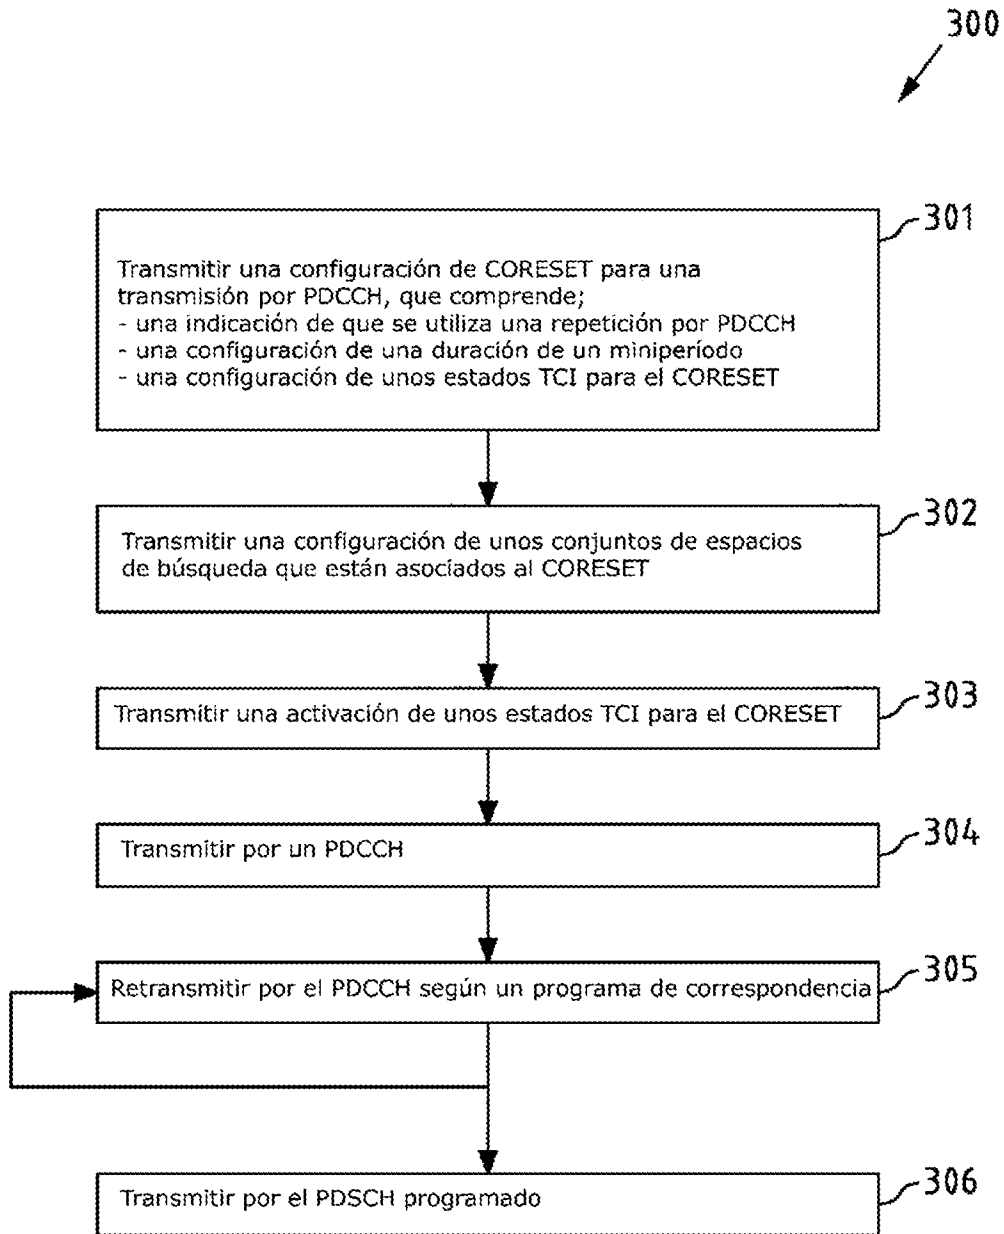 300
301
Transmitir una configuración de CORESET para una
transmisión por PDCCH, que comprende;
- una indicación de que se utiliza una repetición por PDCCH
- una configuración de una duración de un miniperíodo
- una configuración de unos estados TCI para el CORESET
302
Transmitir una configuración de unos conjuntos de espacios
de búsqueda que están asociados al CORESET
303
Transmitir una activación de unos estados TCI para el CORESET
304
Transmitir por un PDCCH
305
Retransmitir por el PDCCH según un programa de correspondencia
306
Transmitir por el PDSCH programado